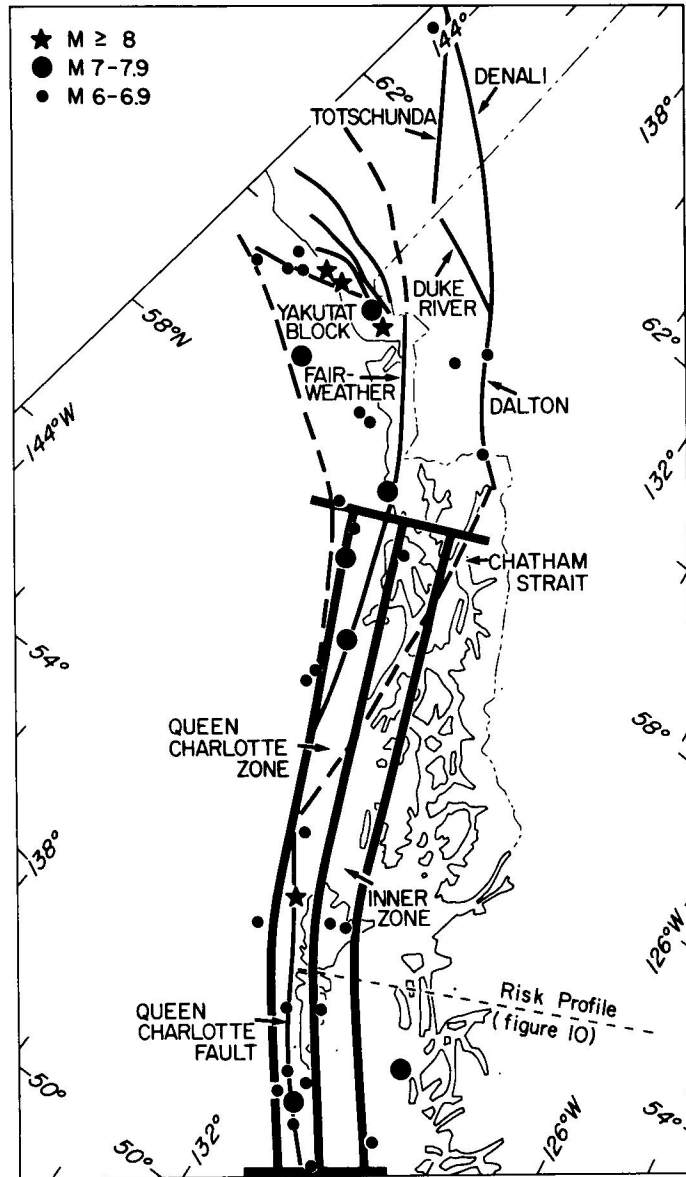 ★ M ≥ 8
● M 7-7.9
● M 6-6.9
144°
62°
DENALI
TOTSCHUNDA
138°
DUKE
RIVER
58°N
YAKUTAT
BLOCK
62°
FAIR-
WEATHER
DALTON
144°W
132°
CHATHAM
STRAIT
54°
58°
QUEEN
CHARLOTTE
ZONE
138°
INNER
ZONE
126°W
Risk Profile
(figure 10)
QUEEN
CHARLOTTE
FAULT
50°
54°
50°
132°
126°W